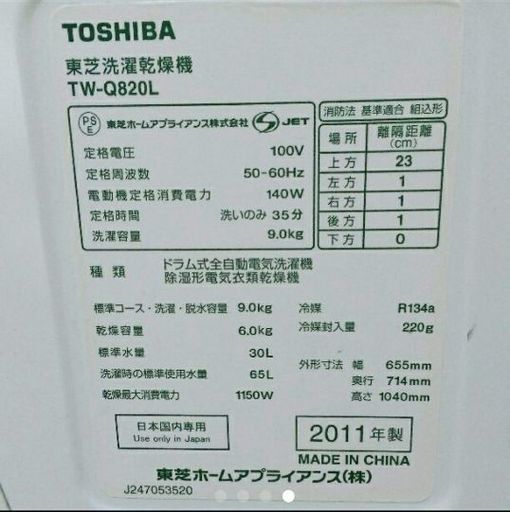 TOSHIBA
東芝洗濯乾燥機
TW-Q820L
PS E 東芝ホームアプライアンス株式会社 JET
定格電圧 100V
定格周波数 50-60Hz
電動機定格消費電力 140W
定格時間 洗いのみ 35分
洗濯容量 9.0kg
消防法 基準適合 組込形
場所 離隔距離(cm)
上方 23
左方 1
右方 1
後方 1
下方 0
種類 ドラム式全自動電気洗濯機
除湿形電気衣類乾燥機
標準コース・洗濯・脱水容量 9.0kg
乾燥容量 6.0kg
標準水量 30L
洗濯時の標準使用水量 65L
乾燥最大消費電力 1150W
冷媒 R134a
冷媒封入量 220g
外形寸法 幅 655mm
奥行 714mm
高さ 1040mm
日本国内専用
Use only in Japan
2011年製
MADE IN CHINA
東芝ホームアプライアンス(株)
J247053520